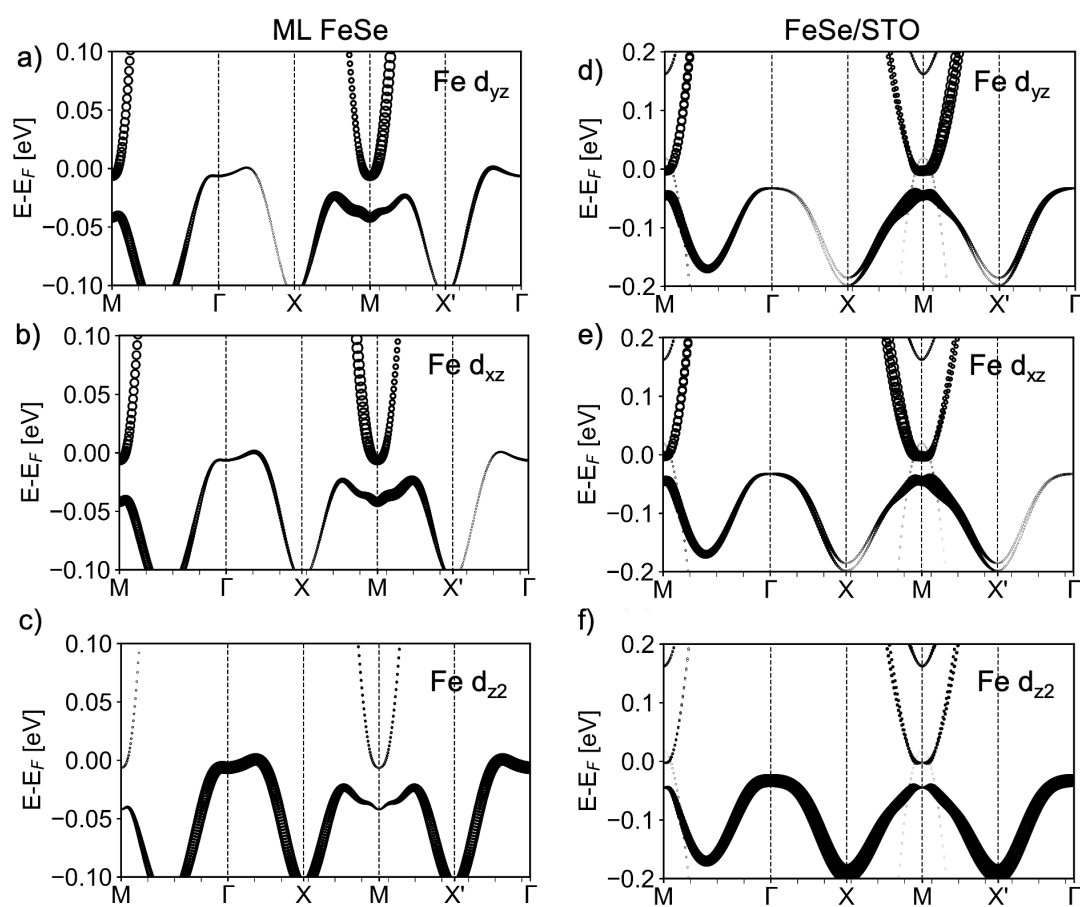 ML FeSe
FeSe/STO
a)
Fe d_yz
E-E_F [eV]
0.10
0.05
0.00
−0.05
−0.10
M Γ X M X' Γ
d)
Fe d_yz
E-E_F [eV]
0.2
0.1
0.0
−0.1
−0.2
M Γ X M X' Γ
b)
Fe d_xz
E-E_F [eV]
0.10
0.05
0.00
−0.05
−0.10
M Γ X M X' Γ
e)
Fe d_xz
E-E_F [eV]
0.2
0.1
0.0
−0.1
−0.2
M Γ X M X' Γ
c)
Fe d_z2
E-E_F [eV]
0.10
0.05
0.00
−0.05
−0.10
M Γ X M X' Γ
f)
Fe d_z2
E-E_F [eV]
0.2
0.1
0.0
−0.1
−0.2
M Γ X M X' Γ